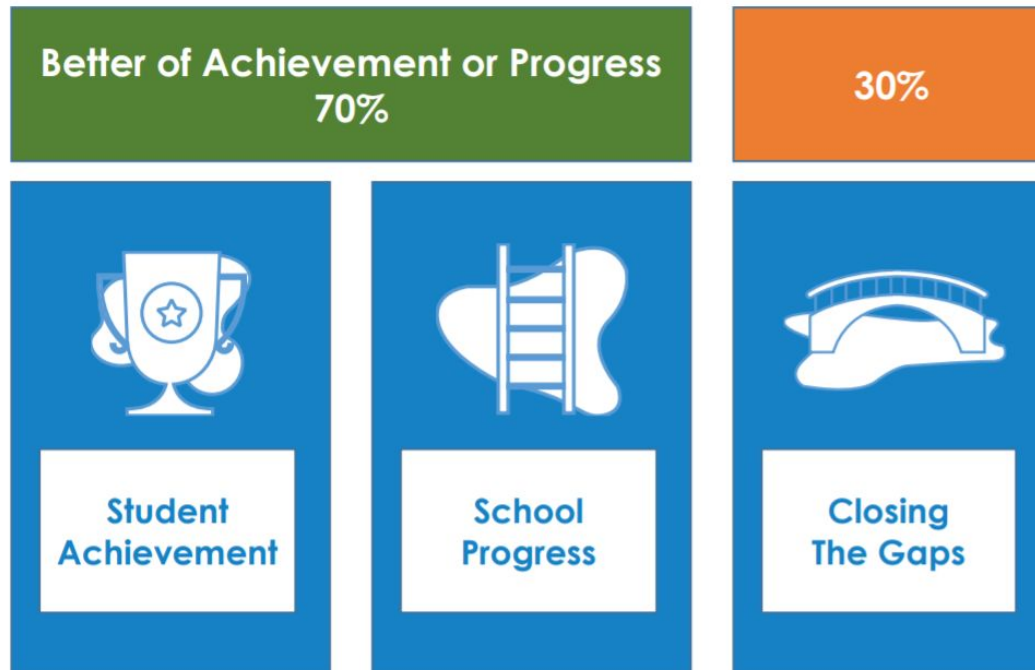 Better of Achievement or Progress
70%
30%
Student
Achievement
School
Progress
Closing
The Gaps